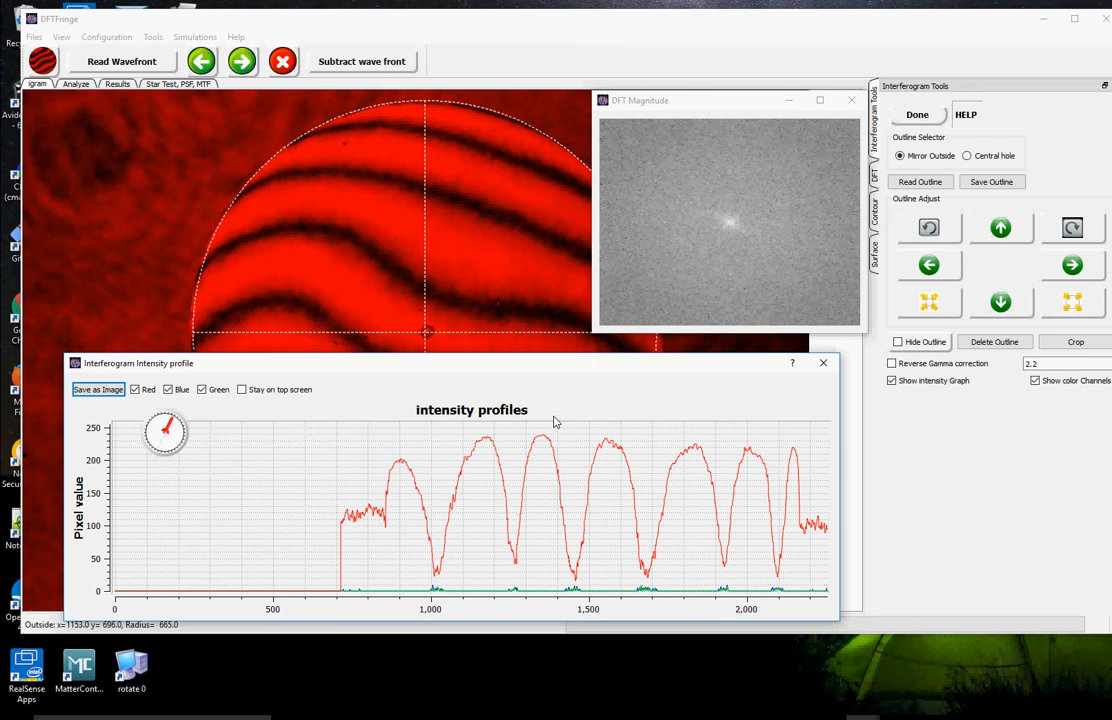 DFTFringe
Files View Configuration Tools Simulations Help
Read Wavefront
Subtract wave front
igram Analyze Results Star Test, PSF, MTF
DFT Magnitude
Interferogram Tools
DFT
Contour
Surface
Interferogram Tools
Done HELP
Outline Selector
Mirror Outside Central hole
Read Outline Save Outline
Outline Adjust
Hide Outline Delete Outline Crop
Reverse Gamma correction 2.2
Show intensity Graph Show color Channels
Interferogram Intensity profile
?
Save as Image Red Blue Green Stay on top screen
intensity profiles
Pixel value
250
200
150
100
50
0
0 500 1,000 1,500 2,000
Outside: x=1153.0 y= 696.0, Radius= 665.0
RealSense Apps
MatterCont...
rotate 0